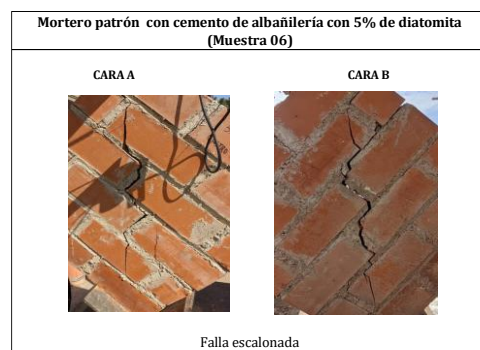 Mortero patrón con cemento de albañilería con 5% de diatomita
(Muestra 06)
CARA A
CARA B
Falla escalonada